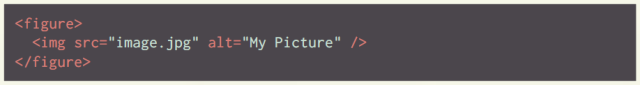 <figure>
  <img src="image.jpg" alt="My Picture" />
</figure>